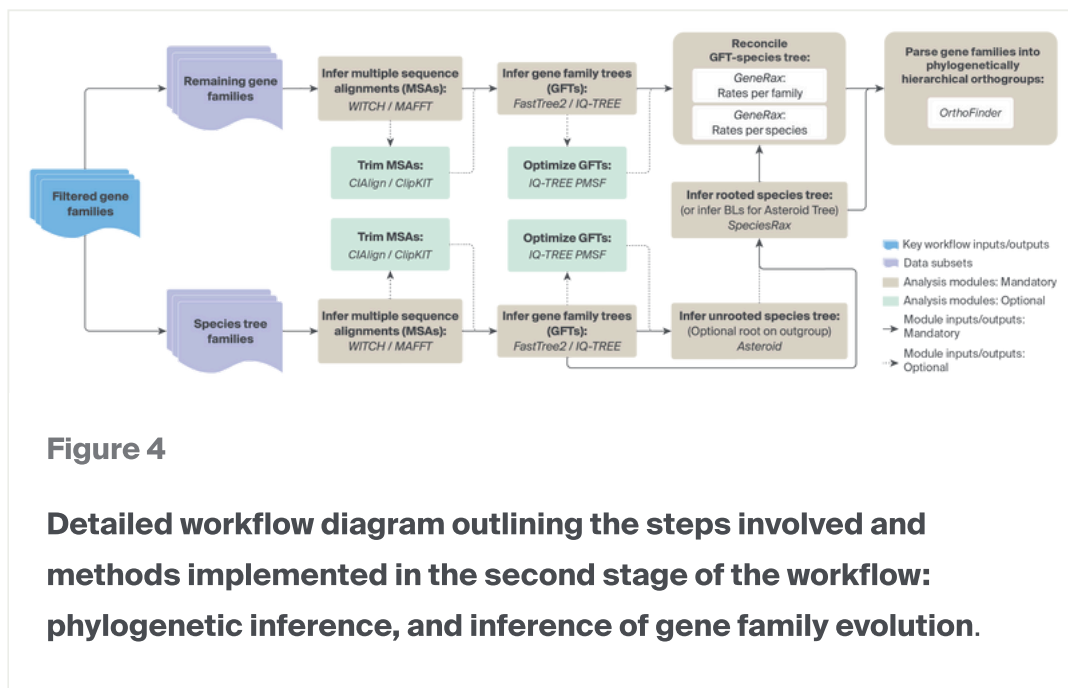 Filtered gene
families
Remaining gene
families
Infer multiple sequence
alignments (MSAs):
WITCH / MAFFT
Trim MSAs:
CIAlign / ClipKIT
Infer gene family trees
(GFTs):
FastTree2 / IQ-TREE
Optimize GFTs:
IQ-TREE PMSF
Reconcile
GFT-species tree:
GeneRax:
Rates per family
GeneRax:
Rates per species
Parse gene families into
phylogenetically
hierarchical orthogroups:
OrthoFinder
Species tree
families
Trim MSAs:
CIAlign / ClipKIT
Infer multiple sequence
alignments (MSAs):
WITCH / MAFFT
Optimize GFTs:
IQ-TREE PMSF
Infer gene family trees
(GFTs):
FastTree2 / IQ-TREE
Infer rooted species tree:
(or infer BLs for Asteroid Tree)
SpeciesRax
Infer unrooted species tree:
(Optional root on outgroup)
Asteroid
Key workflow inputs/outputs
Data subsets
Analysis modules: Mandatory
Analysis modules: Optional
Module inputs/outputs:
Mandatory
Module inputs/outputs:
Optional
Figure 4
Detailed workflow diagram outlining the steps involved and
methods implemented in the second stage of the workflow:
phylogenetic inference, and inference of gene family evolution.